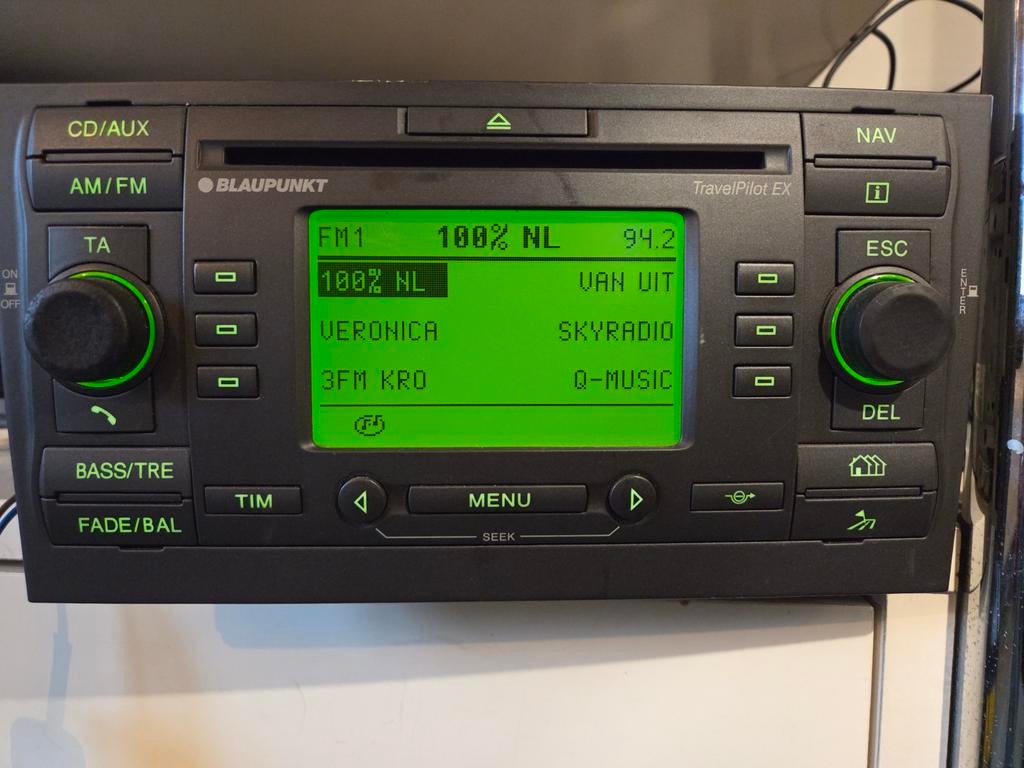 CD/AUX
AM/FM
TA
ON
OFF
BASS/TRE
FADE/BAL
BLAUPUNKT
TravelPilot EX
FM1 100% NL 94.2
100% NL VAN UIT
VERONICA SKYRADIO
3FM KRO Q-MUSIC
TIM
MENU
SEEK
NAV
i
ESC
ENTER
DEL